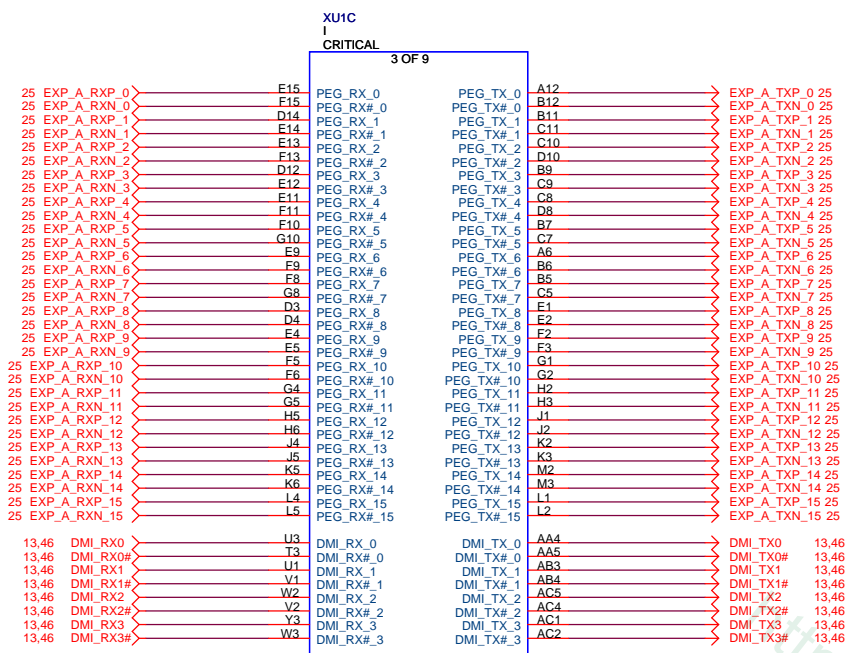 XU1C
I
CRITICAL
3 OF 9
25 EXP_A_RXP_0 E15 PEG_RX_0 PEG_TX_0 A12 EXP_A_TXP_0 25
25 EXP_A_RXN_0 F15 PEG_RX#_0 PEG_TX#_0 B12 EXP_A_TXN_0 25
25 EXP_A_RXP_1 D14 PEG_RX_1 PEG_TX_1 B11 EXP_A_TXP_1 25
25 EXP_A_RXN_1 E14 PEG_RX#_1 PEG_TX#_1 C11 EXP_A_TXN_1 25
25 EXP_A_RXP_2 E13 PEG_RX_2 PEG_TX_2 C10 EXP_A_TXP_2 25
25 EXP_A_RXN_2 F13 PEG_RX#_2 PEG_TX#_2 D10 EXP_A_TXN_2 25
25 EXP_A_RXP_3 D12 PEG_RX_3 PEG_TX_3 B9 EXP_A_TXP_3 25
25 EXP_A_RXN_3 E12 PEG_RX#_3 PEG_TX#_3 C9 EXP_A_TXN_3 25
25 EXP_A_RXP_4 E11 PEG_RX_4 PEG_TX_4 C8 EXP_A_TXP_4 25
25 EXP_A_RXN_4 F11 PEG_RX#_4 PEG_TX#_4 D8 EXP_A_TXN_4 25
25 EXP_A_RXP_5 F10 PEG_RX_5 PEG_TX_5 B7 EXP_A_TXP_5 25
25 EXP_A_RXN_5 G10 PEG_RX#_5 PEG_TX#_5 C7 EXP_A_TXN_5 25
25 EXP_A_RXP_6 E9 PEG_RX_6 PEG_TX_6 A6 EXP_A_TXP_6 25
25 EXP_A_RXN_6 F9 PEG_RX#_6 PEG_TX#_6 B6 EXP_A_TXN_6 25
25 EXP_A_RXP_7 F8 PEG_RX_7 PEG_TX_7 B5 EXP_A_TXP_7 25
25 EXP_A_RXN_7 G8 PEG_RX#_7 PEG_TX#_7 C5 EXP_A_TXN_7 25
25 EXP_A_RXP_8 D3 PEG_RX_8 PEG_TX_8 E1 EXP_A_TXP_8 25
25 EXP_A_RXN_8 D4 PEG_RX#_8 PEG_TX#_8 E2 EXP_A_TXN_8 25
25 EXP_A_RXP_9 E4 PEG_RX_9 PEG_TX_9 F2 EXP_A_TXP_9 25
25 EXP_A_RXN_9 E5 PEG_RX#_9 PEG_TX#_9 F3 EXP_A_TXN_9 25
25 EXP_A_RXP_10 F5 PEG_RX_10 PEG_TX_10 G1 EXP_A_TXP_10 25
25 EXP_A_RXN_10 F6 PEG_RX#_10 PEG_TX#_10 G2 EXP_A_TXN_10 25
25 EXP_A_RXP_11 G4 PEG_RX_11 PEG_TX_11 H2 EXP_A_TXP_11 25
25 EXP_A_RXN_11 G5 PEG_RX#_11 PEG_TX#_11 H3 EXP_A_TXN_11 25
25 EXP_A_RXP_12 H5 PEG_RX_12 PEG_TX_12 J1 EXP_A_TXP_12 25
25 EXP_A_RXN_12 H6 PEG_RX#_12 PEG_TX#_12 J2 EXP_A_TXN_12 25
25 EXP_A_RXP_13 J4 PEG_RX_13 PEG_TX_13 K2 EXP_A_TXP_13 25
25 EXP_A_RXN_13 J5 PEG_RX#_13 PEG_TX#_13 K3 EXP_A_TXN_13 25
25 EXP_A_RXP_14 K5 PEG_RX_14 PEG_TX_14 M2 EXP_A_TXP_14 25
25 EXP_A_RXN_14 K6 PEG_RX#_14 PEG_TX#_14 M3 EXP_A_TXN_14 25
25 EXP_A_RXP_15 L4 PEG_RX_15 PEG_TX_15 L1 EXP_A_TXP_15 25
25 EXP_A_RXN_15 L5 PEG_RX#_15 PEG_TX#_15 L2 EXP_A_TXN_15 25
13,46 DMI_RX0 U3 DMI_RX_0 DMI_TX_0 AA4 DMI_TX0 13,46
13,46 DMI_RX0# T3 DMI_RX#_0 DMI_TX#_0 AA5 DMI_TX0# 13,46
13,46 DMI_RX1 U1 DMI_RX_1 DMI_TX_1 AB3 DMI_TX1 13,46
13,46 DMI_RX1# V1 DMI_RX#_1 DMI_TX#_1 AB4 DMI_TX1# 13,46
13,46 DMI_RX2 W2 DMI_RX_2 DMI_TX_2 AC5 DMI_TX2 13,46
13,46 DMI_RX2# V2 DMI_RX#_2 DMI_TX#_2 AC4 DMI_TX2# 13,46
13,46 DMI_RX3 Y3 DMI_RX_3 DMI_TX_3 AC1 DMI_TX3 13,46
13,46 DMI_RX3# W3 DMI_RX#_3 DMI_TX#_3 AC2 DMI_TX3# 13,46